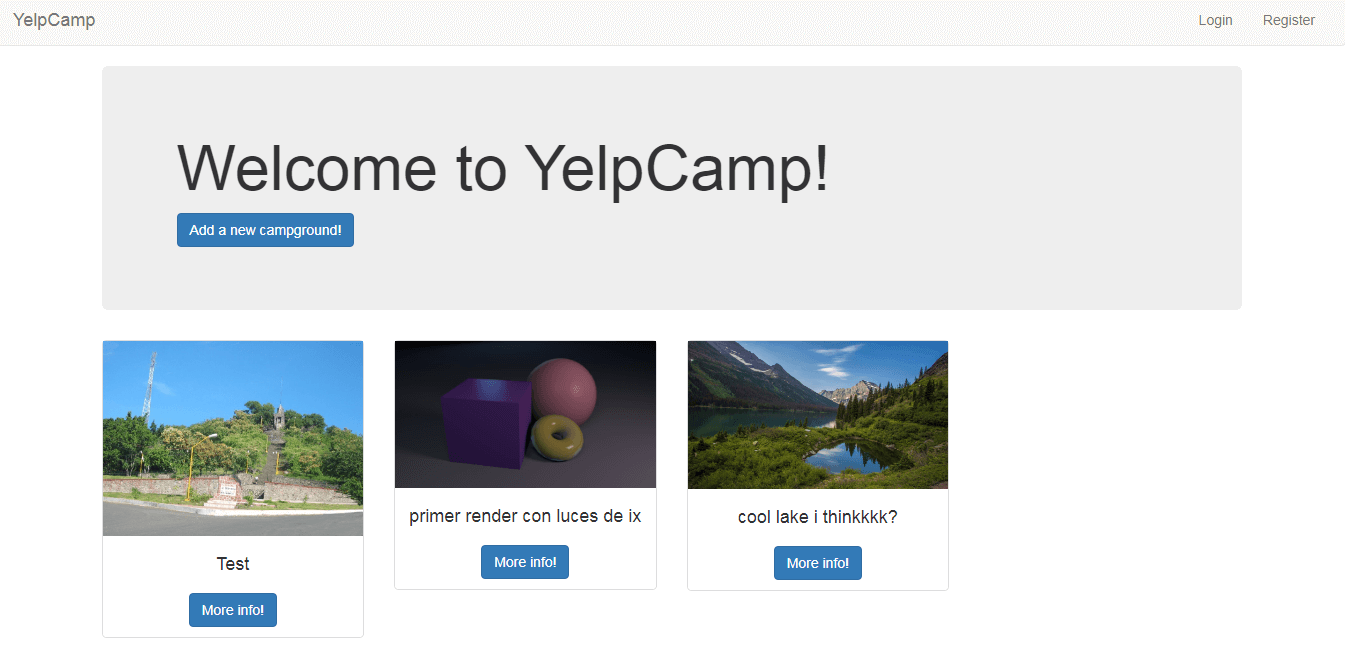 YelpCamp
Login
Register
Welcome to YelpCamp!
Add a new campground!
Test
More info!
primer render con luces de ix
More info!
cool lake i thinkkkk?
More info!